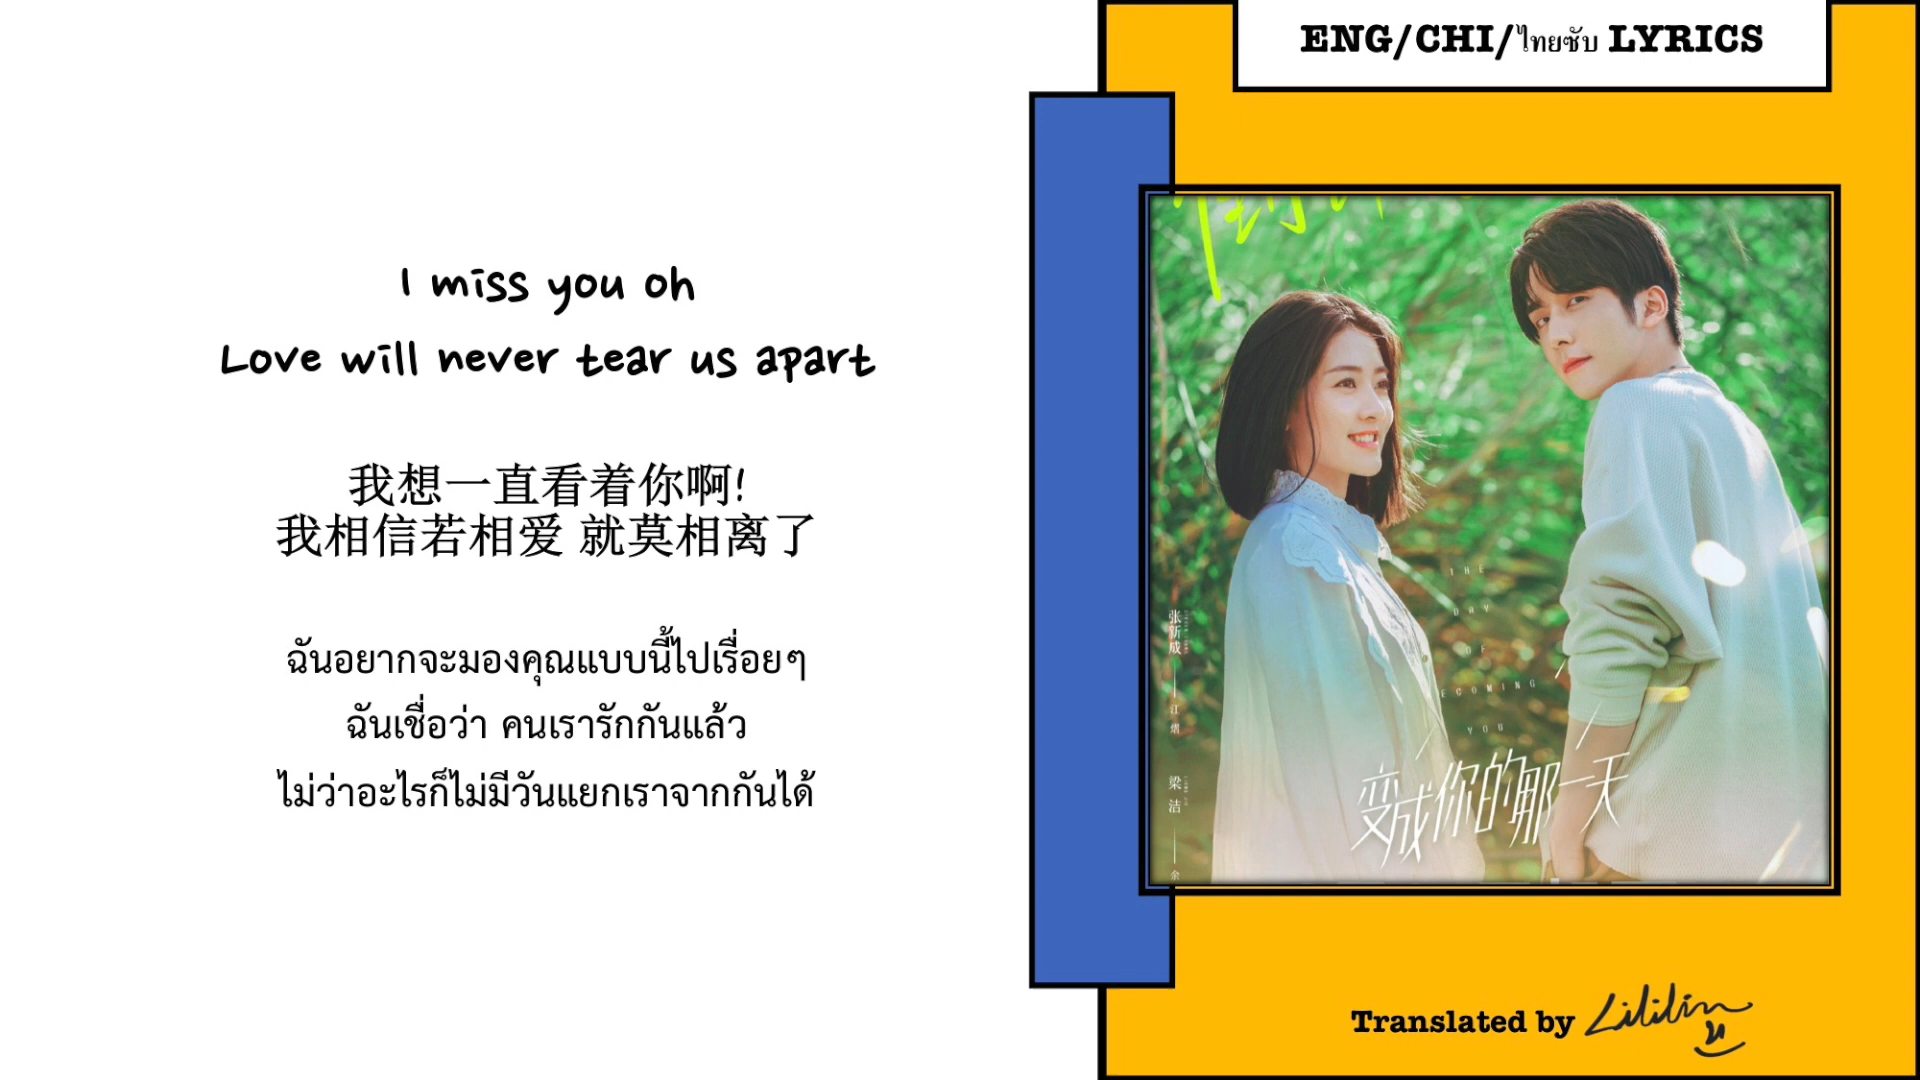 ENG/CHI/ไทยซับ LYRICS
I miss you oh
Love will never tear us apart
我想一直看着你啊!
我相信若相爱 就莫相离了
ฉันอยากจะมองคุณแบบนี้ไปเรื่อยๆ
ฉันเชื่อว่า คนเรารักกันแล้ว
ไม่ว่าอะไรก็ไม่มีวันแยกเราจากกันได้
THE
DAY
OF
ECOMING
YOU
变成你的那一天
张新成
江熠
梁洁
余
Translated by Lililin